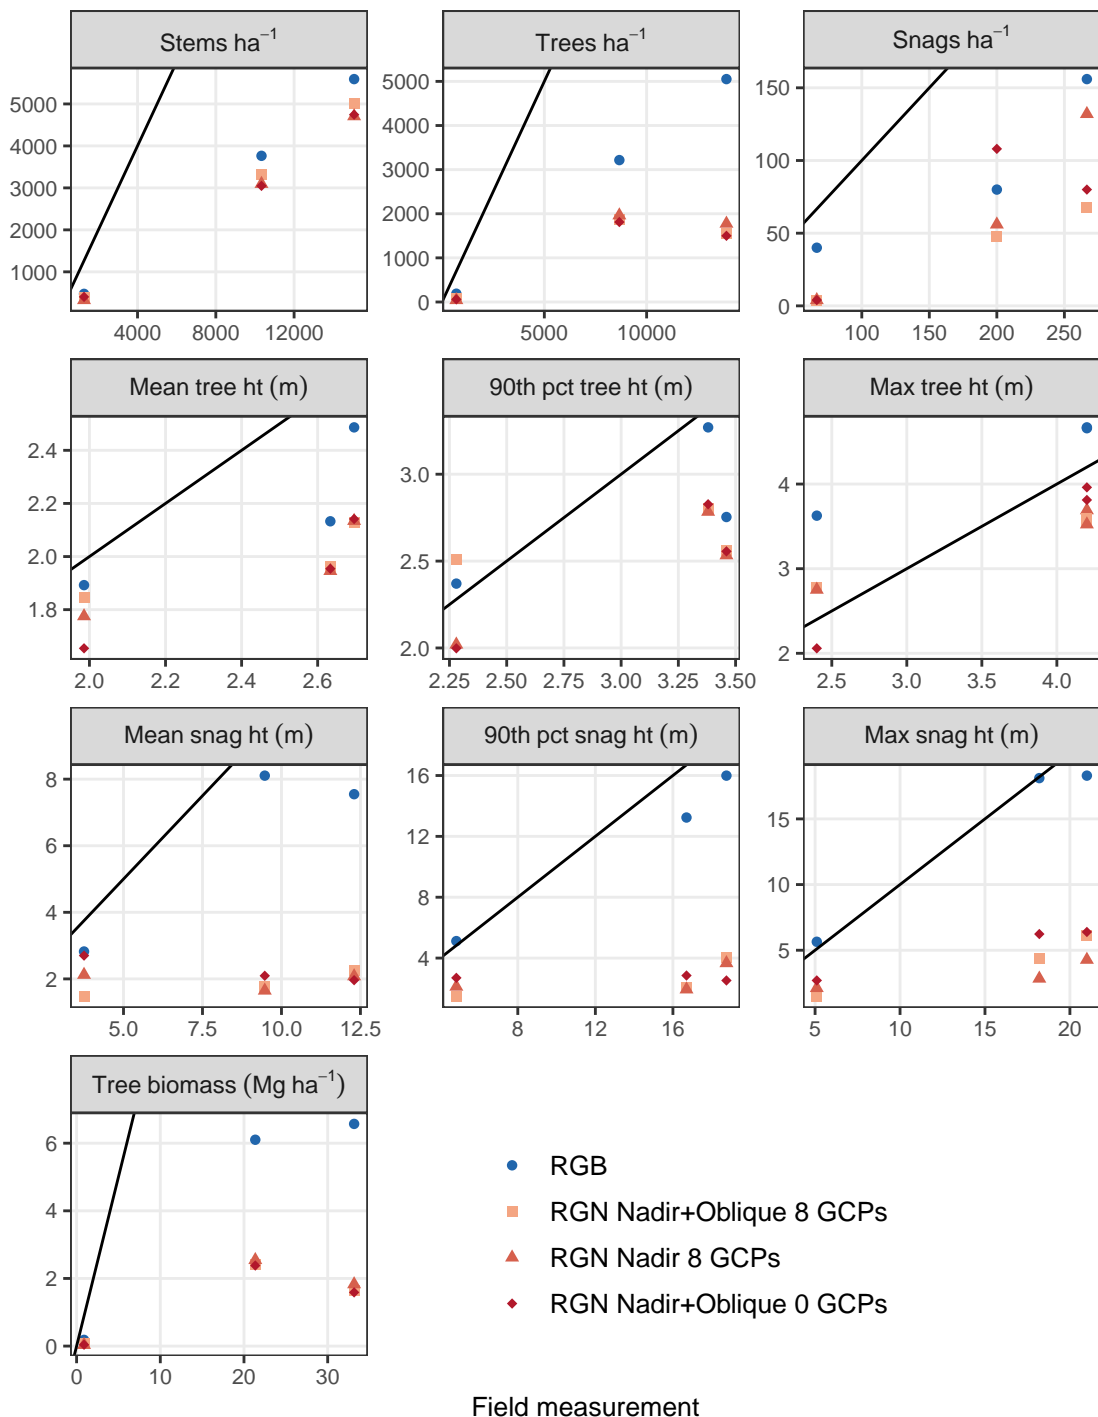 Stems ha⁻¹ Trees ha⁻¹ Snags ha⁻¹
5000
4000
3000
2000
1000
4000 8000 12000
5000
4000
3000
2000
1000
0
5000 10000
150
100
50
0
100 150 200 250
Mean tree ht (m) 90th pct tree ht (m) Max tree ht (m)
2.4
2.2
2.0
1.8
2.0 2.2 2.4 2.6
3.0
2.5
2.0
2.25 2.50 2.75 3.00 3.25 3.50
4
3
2
2.5 3.0 3.5 4.0
Mean snag ht (m) 90th pct snag ht (m) Max snag ht (m)
8
6
4
2
5.0 7.5 10.0 12.5
16
12
8
4
8 12 16
15
10
5
5 10 15 20
Tree biomass (Mg ha⁻¹)
6
4
2
0
0 10 20 30
RGB
RGN Nadir+Oblique 8 GCPs
RGN Nadir 8 GCPs
RGN Nadir+Oblique 0 GCPs
Field measurement